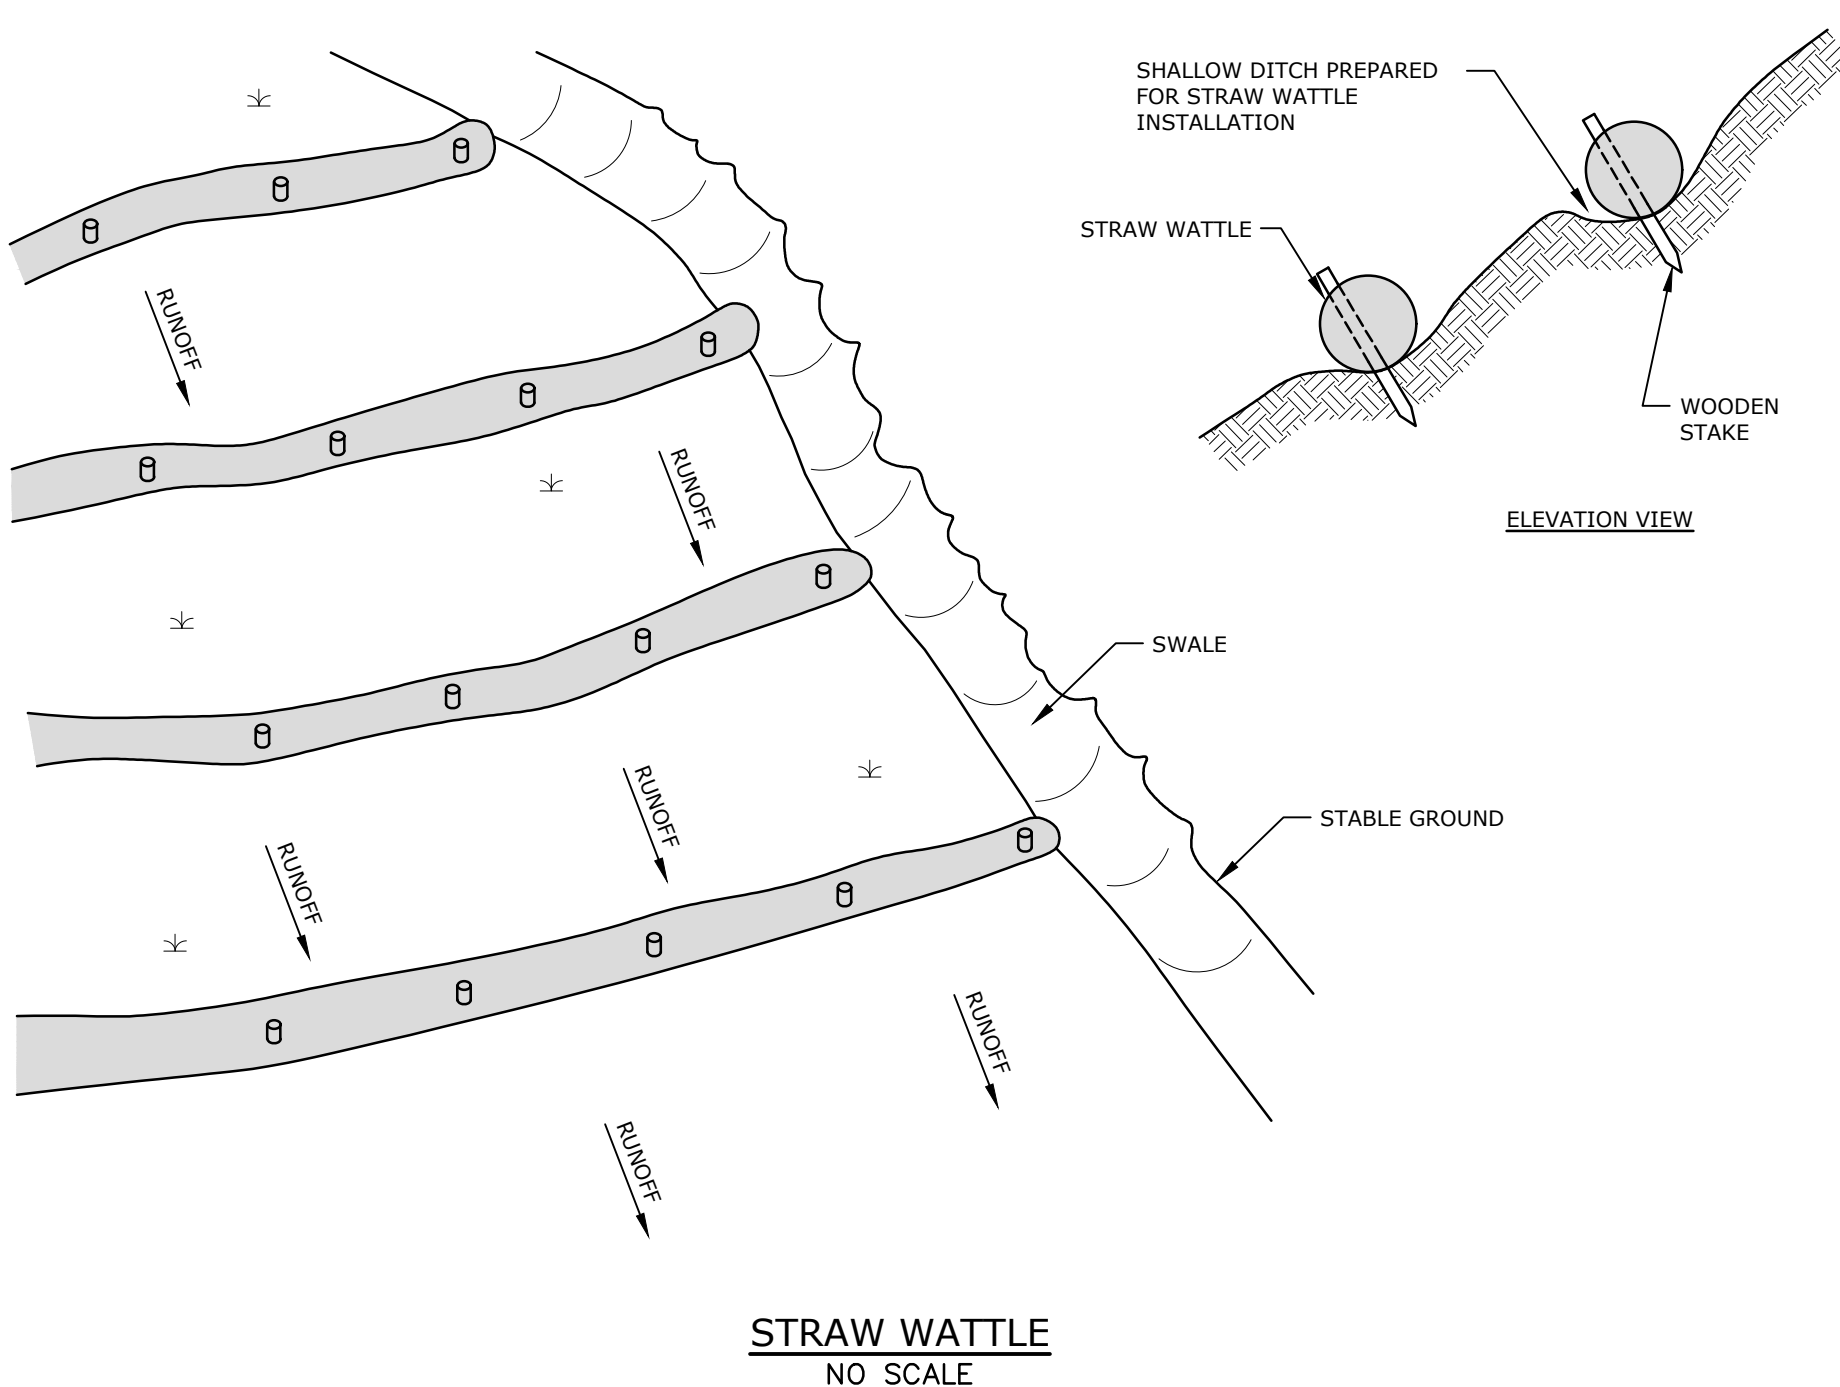 SHALLOW DITCH PREPARED
FOR STRAW WATTLE
INSTALLATION
STRAW WATTLE
WOODEN
STAKE
ELEVATION VIEW
RUNOFF
RUNOFF
SWALE
RUNOFF
STABLE GROUND
RUNOFF
RUNOFF
RUNOFF
STRAW WATTLE
NO SCALE